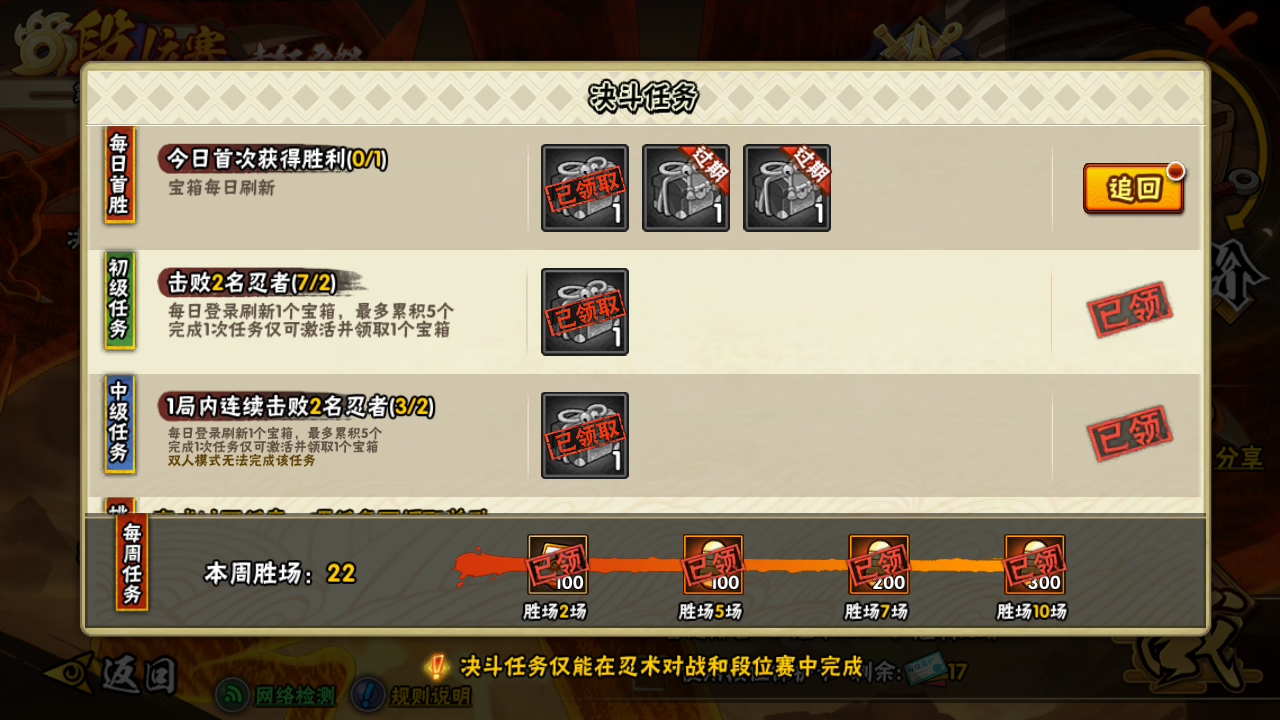 段位赛
决斗任务
每日首胜
今日首次获得胜利(0/1)
宝箱每日刷新
已领取
1
过期
1
过期
1
追回
初级任务
击败2名忍者(7/2)
每日登录刷新1个宝箱，最多累积5个
完成1次任务仅可激活并领取1个宝箱
已领取
1
已领
中级任务
1局内连续击败2名忍者(3/2)
每日登录刷新1个宝箱，最多累积5个
完成1次任务仅可激活并领取1个宝箱
双人模式无法完成该任务
已领取
1
已领
分享
每周任务
本周胜场：22
已领
100
胜场2场
已领
100
胜场5场
已领
200
胜场7场
已领
300
胜场10场
决斗任务仅能在忍术对战和段位赛中完成
剩余:
17
返回
网络检测
规则说明